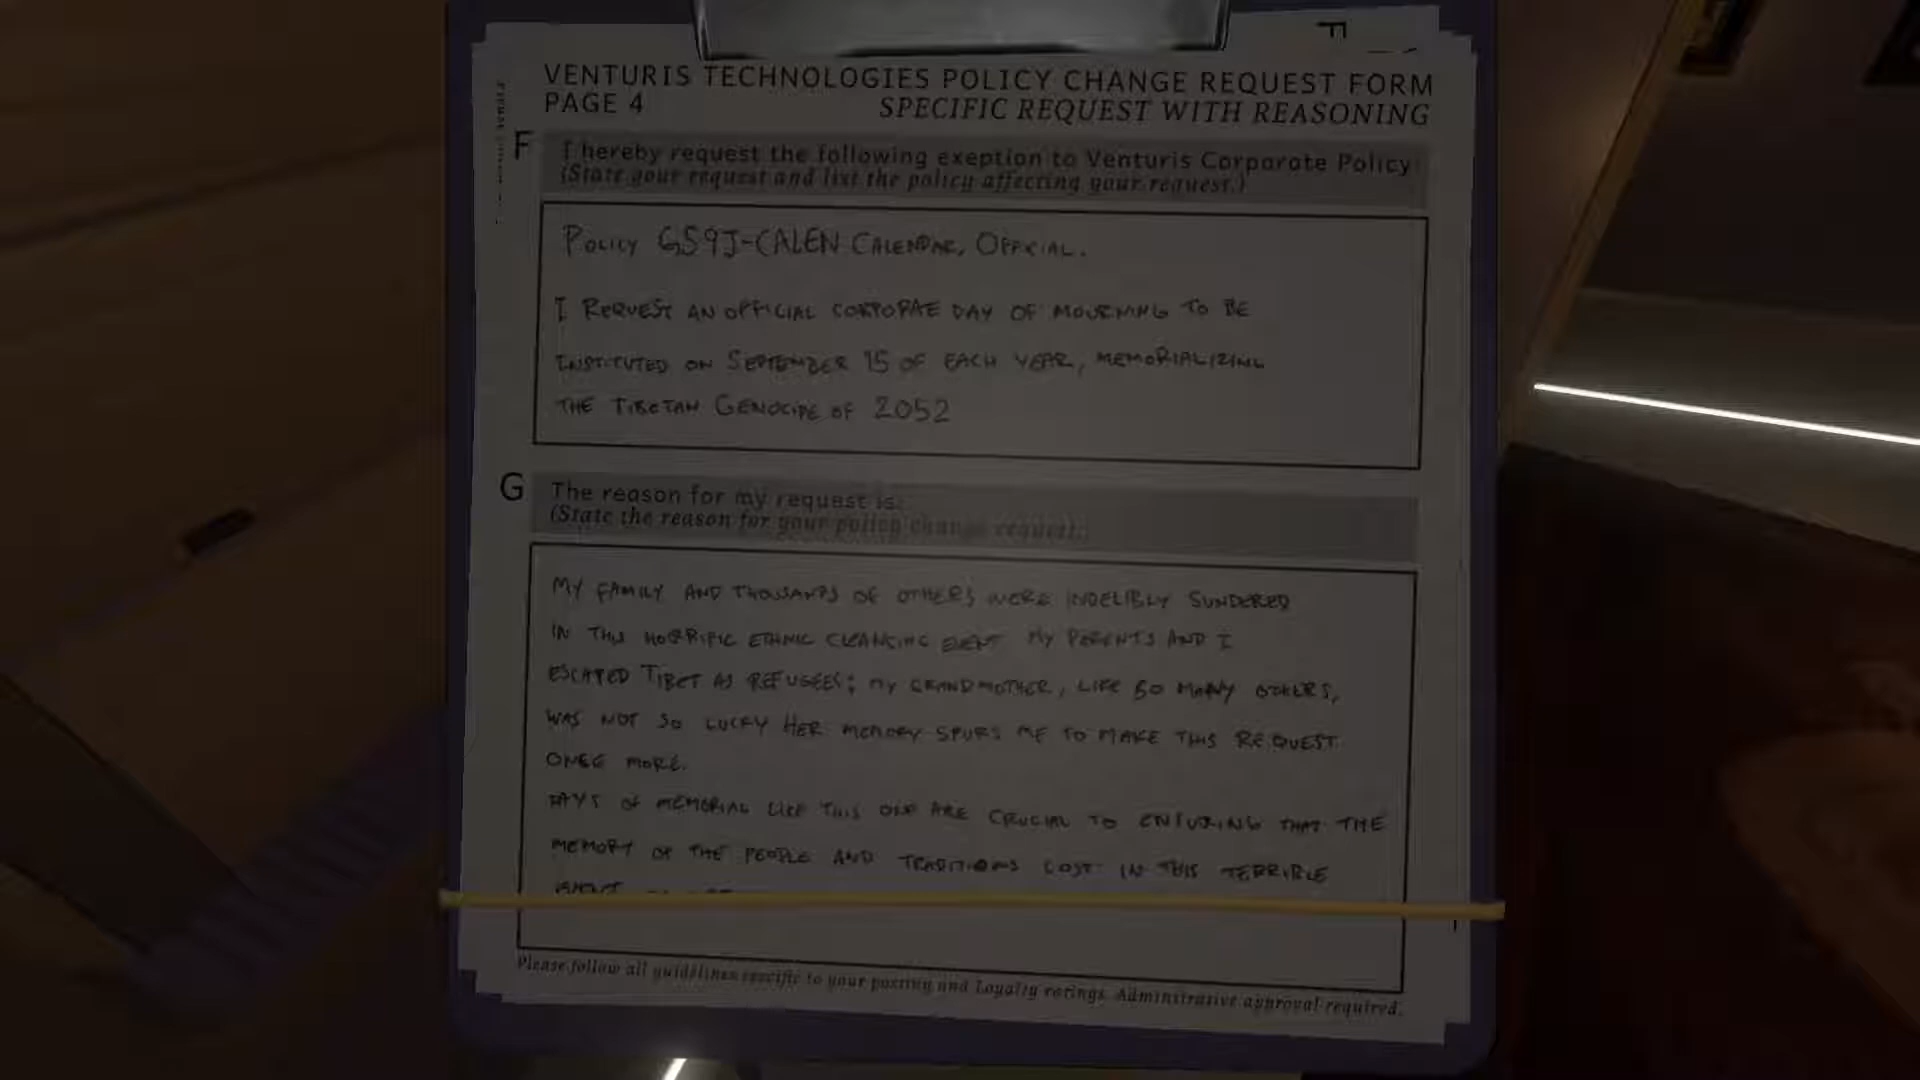 VENTURIS TECHNOLOGIES POLICY CHANGE REQUEST FORM
PAGE 4
SPECIFIC REQUEST WITH REASONING
F
I hereby request the following exeption to Venturis Corporate Policy:
(State your request and list the policy affecting your request.)
POLICY GS9J-CALEN CALENDAR, OFFICIAL.
I REQUEST AN OFFICIAL CORPORATE DAY OF MOURNING TO BE
INSTITUTED ON SEPTEMBER 15 OF EACH YEAR, MEMORIALIZING
THE TIBETAN GENOCIDE OF 2052
G
The reason for my request is:
(State the reason for your policy change request.)
MY FAMILY AND THOUSANDS OF OTHERS WERE INDELIBLY SUNDERED
IN THIS HORRIFIC ETHNIC CLEANSING EVENT MY PARENTS AND I
ESCAPED TIBET AS REFUGEES; MY GRANDMOTHER, LIKE SO MANY OTHERS,
WAS NOT SO LUCKY HER MEMORY SPURS ME TO MAKE THIS REQUEST
ONCE MORE.
DAYS OF MEMORIAL LIKE THIS ONE ARE CRUCIAL TO ENSURING THAT THE
MEMORY OF THE PEOPLE AND TRADITIONS LOST IN THIS TERRIBLE
Please follow all guidelines specific to your posting and Loyalty ratings. Adminstrative approval required.